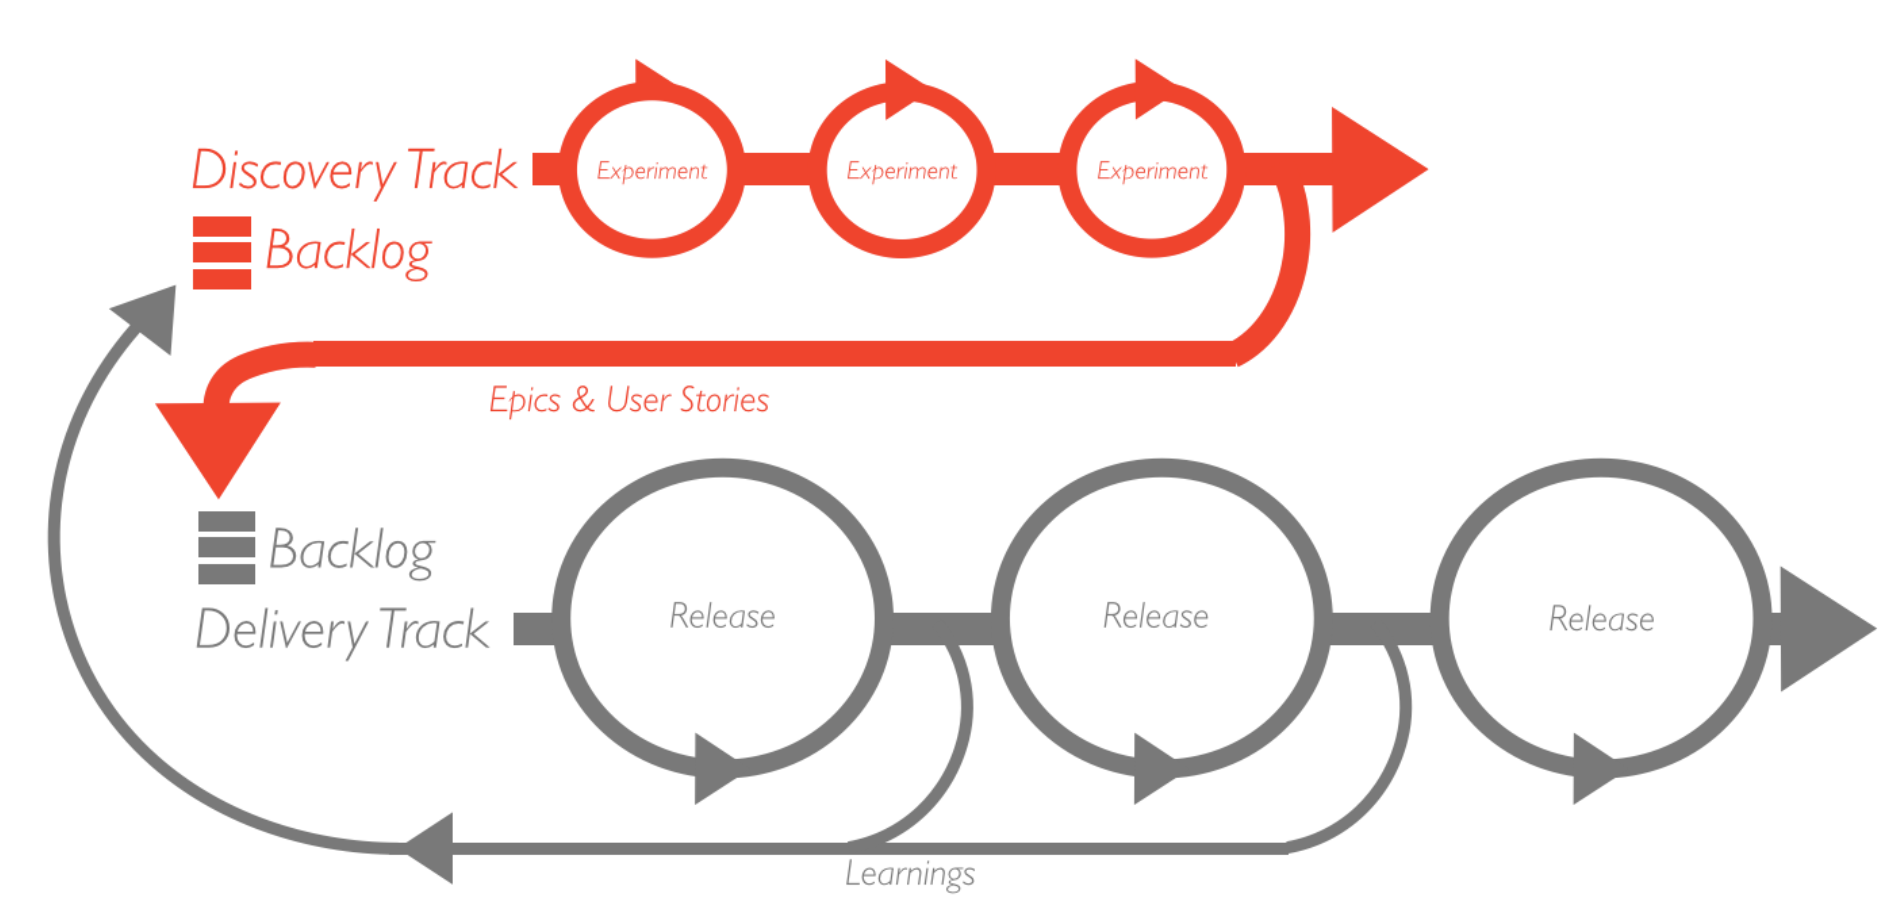 Discovery Track
Experiment
Experiment
Experiment
Backlog
Epics & User Stories
Backlog
Delivery Track
Release
Release
Release
Learnings